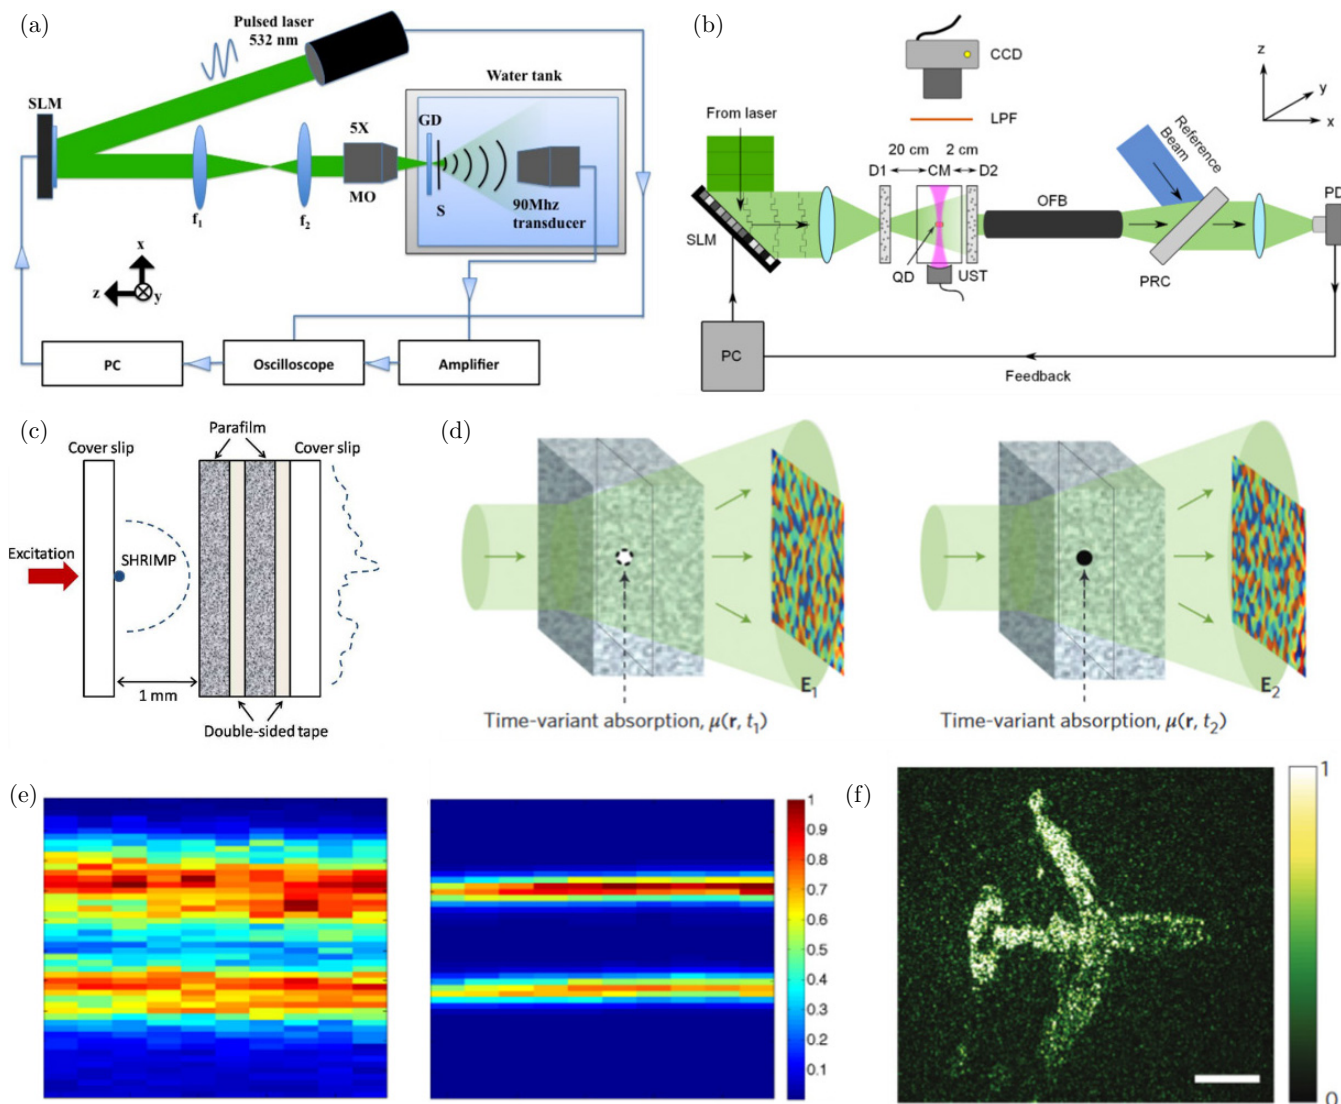 (a)
Pulsed laser
532 nm
SLM
Water tank
GD
5X
MO
S
f1
f2
90Mhz
transducer
x
z
y
PC
Oscilloscope
Amplifier
(b)
CCD
LPF
z
y
x
From laser
Reference
Beam
20 cm
2 cm
D1
CM
D2
OFB
PD
SLM
QD
UST
PRC
PC
Feedback
(c)
Parafilm
Cover slip
Cover slip
Excitation
SHRIMP
1 mm
Double-sided tape
(d)
E1
E2
Time-variant absorption, μ(r, t1)
Time-variant absorption, μ(r, t2)
(e)
1
0.9
0.8
0.7
0.6
0.5
0.4
0.3
0.2
0.1
(f)
1
0